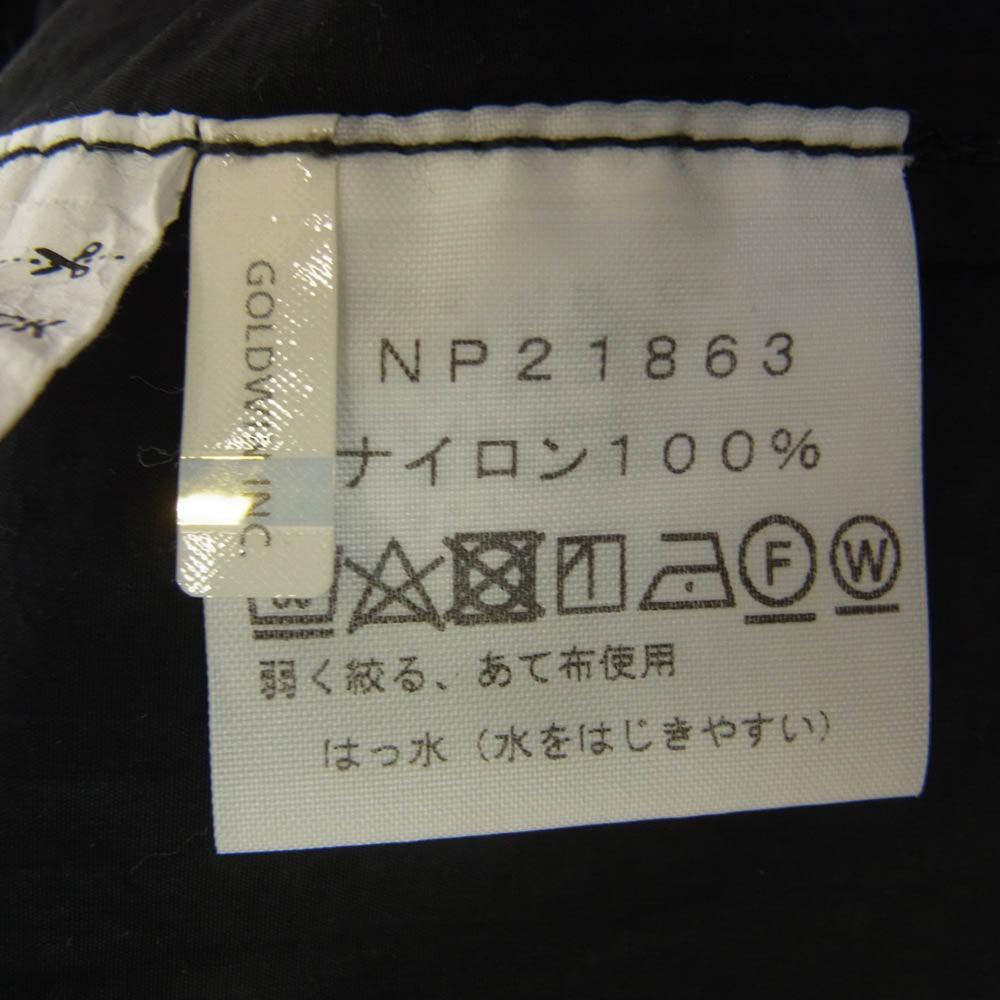 GOLDWIN INC.
NP21863
ナイロン100%
F W
弱く絞る、あて布使用
はっ水（水をはじきやすい）